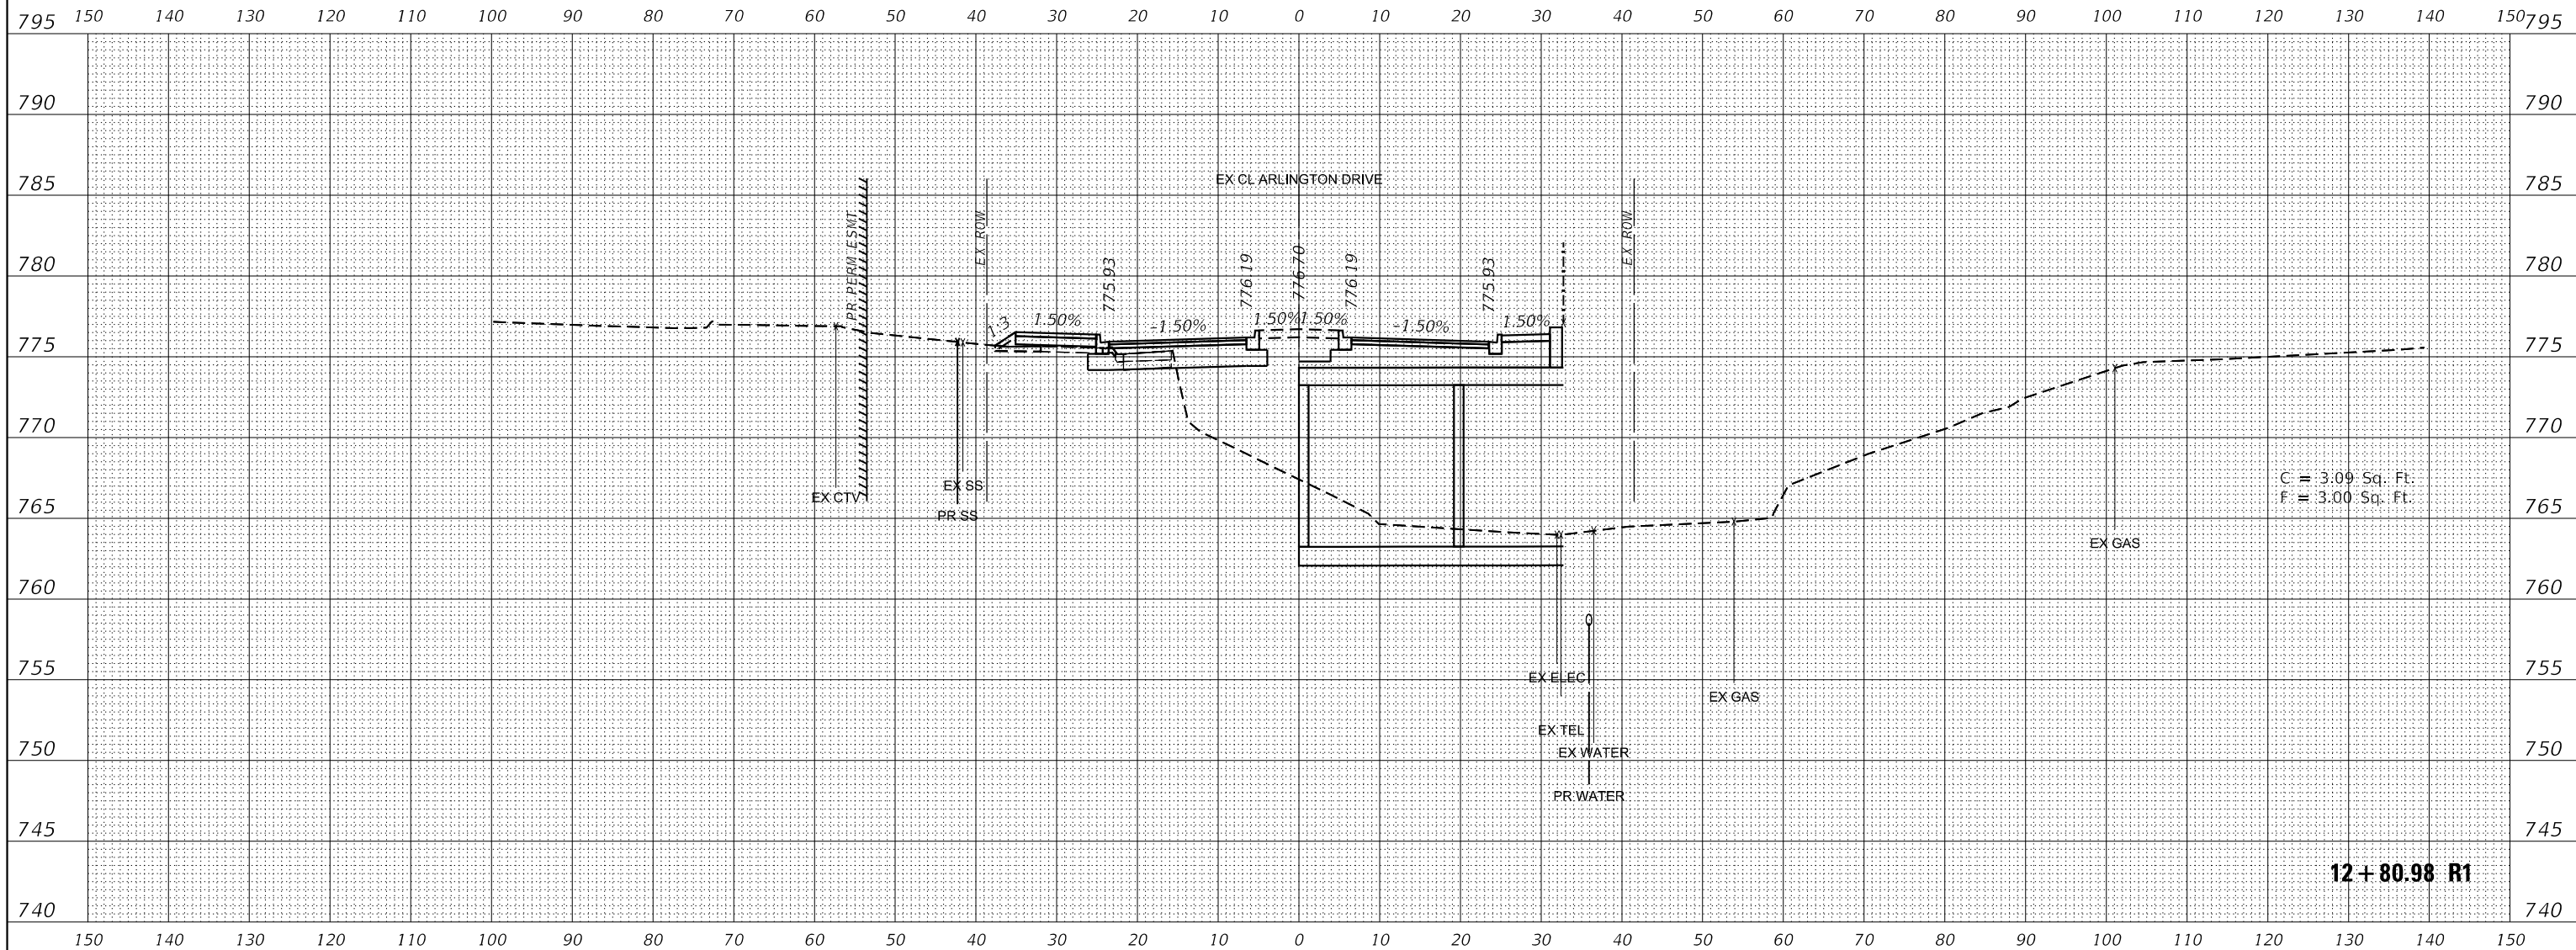 150 140 130 120 110 100 90 80 70 60 50 40 30 20 10 0 10 20 30 40 50 60 70 80 90 100 110 120 130 140 150
795 795
790 790
785 785
EX CL ARLINGTON DRIVE
PR PERM ESMT
EX ROW
EX ROW
780 780
775.93
776.19
776.70
776.19
775.93
1:3
1.50%
-1.50%
1.50%
1.50%
-1.50%
1.50%
775 775
770 770
C = 3.09 Sq. Ft.
F = 3.00 Sq. Ft.
EX CTV
EX SS
PR SS
765 765
EX GAS
760 760
EX ELEC
755 755
EX GAS
EX TEL
EX WATER
750 750
PR WATER
745 745
12+80.98 R1
740 740
150 140 130 120 110 100 90 80 70 60 50 40 30 20 10 0 10 20 30 40 50 60 70 80 90 100 110 120 130 140 150